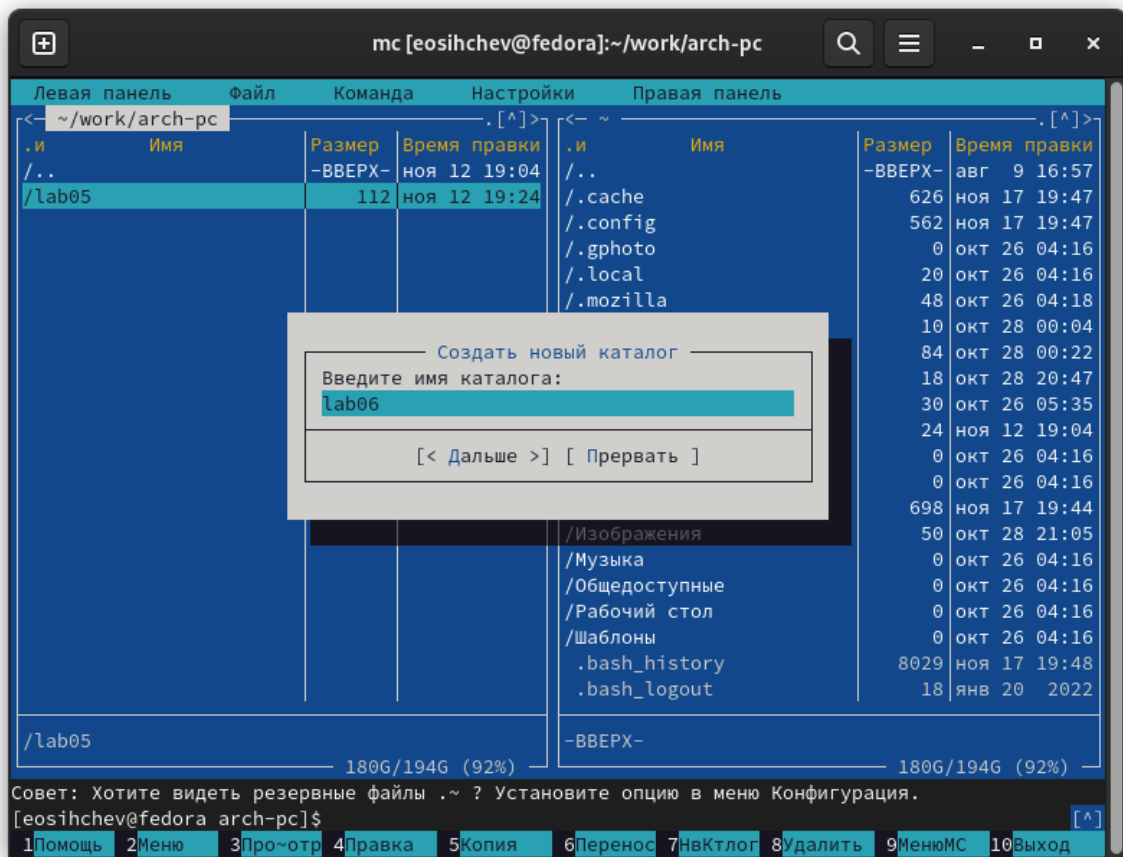 mc [eosihchev@fedora]:~/work/arch-pc
Левая панель Файл Команда Настройки Правая панель
<— ~/work/arch-pc .[^]> <— ~ .[^]>
.и Имя Размер Время правки .и Имя Размер Время правки
/.. -ВВЕРХ- ноя 12 19:04 /.. -ВВЕРХ- авг 9 16:57
/lab05 112 ноя 12 19:24 /.cache 626 ноя 17 19:47
/.config 562 ноя 17 19:47
/.gphoto 0 окт 26 04:16
/.local 20 окт 26 04:16
/.mozilla 48 окт 26 04:18
10 окт 28 00:04
Создать новый каталог 84 окт 28 00:22
Введите имя каталога: 18 окт 28 20:47
lab06 30 окт 26 05:35
24 ноя 12 19:04
[< Дальше >] [ Прервать ] 0 окт 26 04:16
0 окт 26 04:16
698 ноя 17 19:44
/Изображения 50 окт 28 21:05
/Музыка 0 окт 26 04:16
/Общедоступные 0 окт 26 04:16
/Рабочий стол 0 окт 26 04:16
/Шаблоны 0 окт 26 04:16
.bash_history 8029 ноя 17 19:48
.bash_logout 18 янв 20 2022
/lab05 -ВВЕРХ-
180G/194G (92%) 180G/194G (92%)
Совет: Хотите видеть резервные файлы .~ ? Установите опцию в меню Конфигурация.
[eosihchev@fedora arch-pc]$ [^]
1Помощь 2Меню 3Про~отр 4Правка 5Копия 6Перенос 7НвКтлог 8Удалить 9МенюMC 10Выход